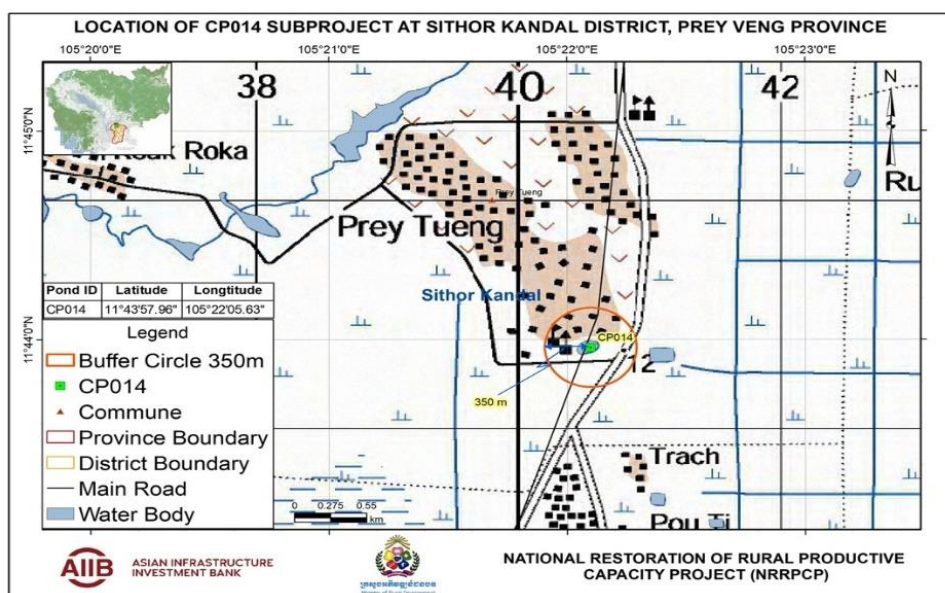 LOCATION OF CP014 SUBPROJECT AT SITHOR KANDAL DISTRICT, PREY VENG PROVINCE
105°20'0"E 105°21'0"E 105°22'0"E 105°23'0"E
38 40 42
N
11°45'0"N
Roka
Prey Tueng
Ru
Prey Tueng
Sithor Kandal
Pond ID Latitude Longtitude
CP014 11°43'57.96" 105°22'05.63"
11°44'0"N
CP014
12
350 m
Legend
Buffer Circle 350m
CP014
Commune
Province Boundary
District Boundary
Main Road
Water Body
0 0.275 0.55
km
Trach
Pou Ti
AIIB
ASIAN INFRASTRUCTURE
INVESTMENT BANK
NATIONAL RESTORATION OF RURAL PRODUCTIVE
CAPACITY PROJECT (NRRPCP)